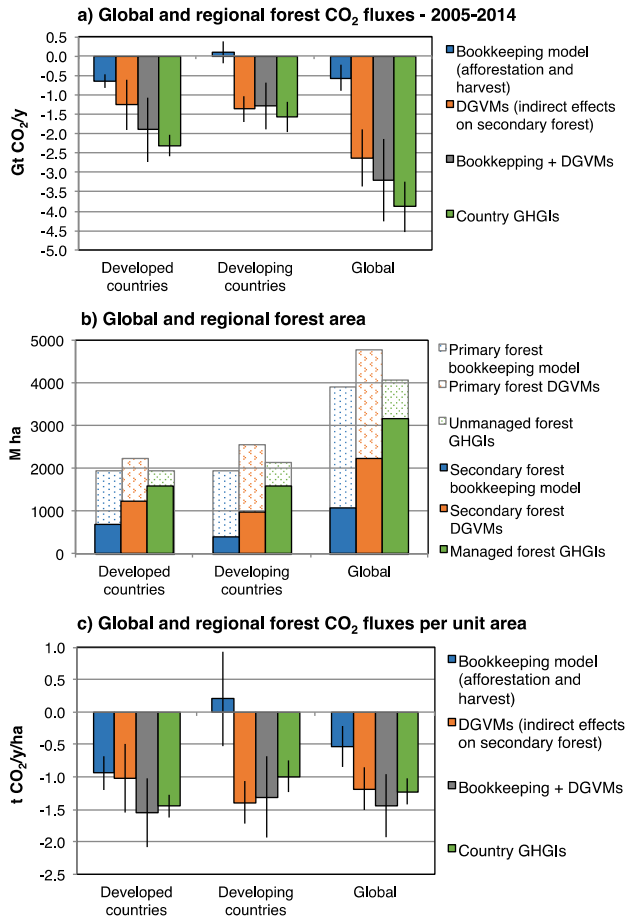 a) Global and regional forest CO₂ fluxes - 2005-2014
Gt CO₂/y
0.5
0.0
-0.5
-1.0
-1.5
-2.0
-2.5
-3.0
-3.5
-4.0
-4.5
-5.0
Developed
countries
Developing
countries
Global
Bookkeeping model
(afforestation and
harvest)
DGVMs (indirect effects
on secondary forest)
Bookkepping + DGVMs
Country GHGIs
b) Global and regional forest area
M ha
5000
4000
3000
2000
1000
0
Developed
countries
Developing
countries
Global
Primary forest
bookkeeping model
Primary forest DGVMs
Unmanaged forest
GHGIs
Secondary forest
bookkeeping model
Secondary forest
DGVMs
Managed forest GHGIs
c) Global and regional forest CO₂ fluxes per unit area
t CO₂/y/ha
1.0
0.5
0.0
-0.5
-1.0
-1.5
-2.0
-2.5
Developed
countries
Developing
countries
Global
Bookkeeping model
(afforestation and
harvest)
DGVMs (indirect effects
on secondary forest)
Bookkeeping + DGVMs
Country GHGIs